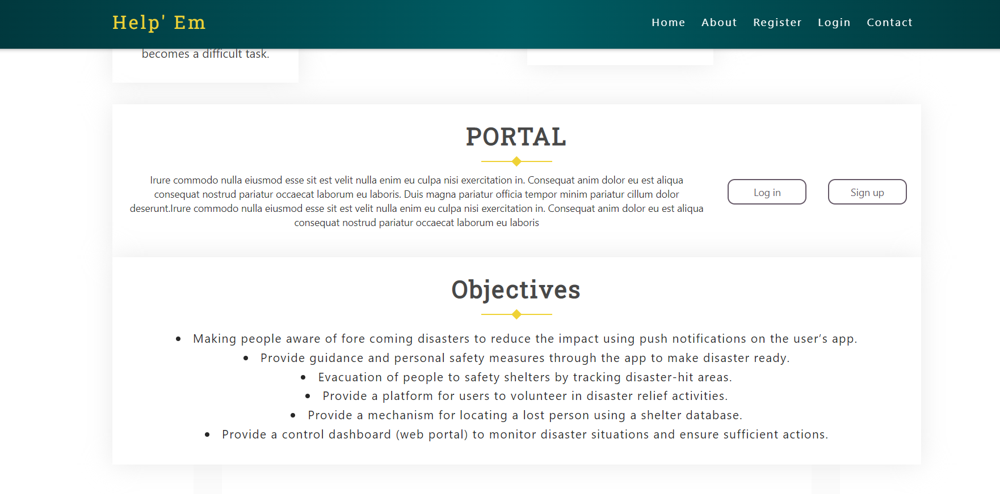 Help' Em
Home About Register Login Contact
becomes a difficult task.
PORTAL
Irure commodo nulla eiusmod esse sit est velit nulla enim eu culpa nisi exercitation in. Consequat anim dolor eu est aliqua
consequat nostrud pariatur occaecat laborum eu laboris. Duis magna pariatur officia tempor minim pariatur cillum dolor
deserunt.Irure commodo nulla eiusmod esse sit est velit nulla enim eu culpa nisi exercitation in. Consequat anim dolor eu est aliqua
consequat nostrud pariatur occaecat laborum eu laboris
Log in
Sign up
Objectives
• Making people aware of fore coming disasters to reduce the impact using push notifications on the user’s app.
• Provide guidance and personal safety measures through the app to make disaster ready.
• Evacuation of people to safety shelters by tracking disaster-hit areas.
• Provide a platform for users to volunteer in disaster relief activities.
• Provide a mechanism for locating a lost person using a shelter database.
• Provide a control dashboard (web portal) to monitor disaster situations and ensure sufficient actions.